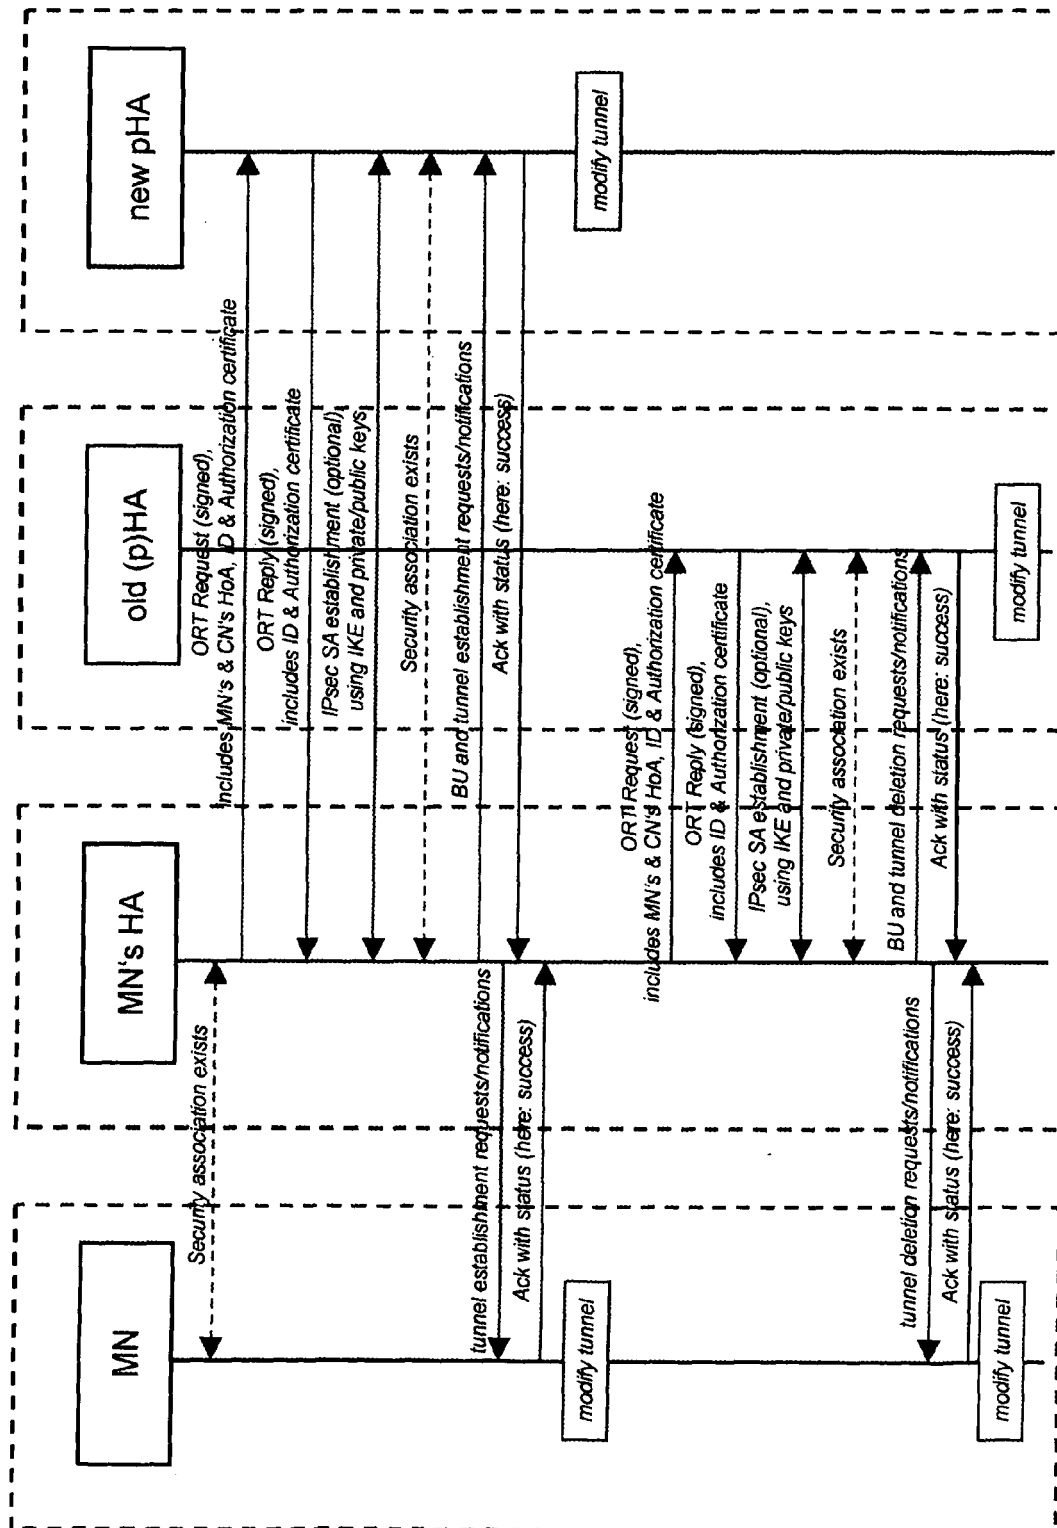 MN
MN's HA
old (p)HA
new pHA
Security association exists
ORT Request (signed),
includes MN's & CN's HoA, ID & Authorization certificate
ORT Reply (signed),
includes ID & Authorization certificate
IPsec SA establishment (optional),
using IKE and private/public keys
Security association exists
BU and tunnel establishment requests/notifications
tunnel establishment requests/notifications
Ack with status (here: success)
Ack with status (here: success)
modify tunnel
modify tunnel
ORT Request (signed),
includes MN's & CN's HoA, ID & Authorization certificate
ORT Reply (signed),
includes ID & Authorization certificate
IPsec SA establishment (optional),
using IKE and private/public keys
Security association exists
BU and tunnel deletion requests/notifications
tunnel deletion requests/notifications
Ack with status (here: success)
Ack with status (here: success)
modify tunnel
modify tunnel